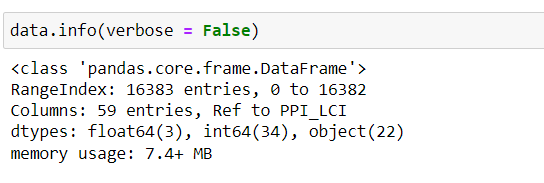 data.info(verbose = False)
<class 'pandas.core.frame.DataFrame'>
RangeIndex: 16383 entries, 0 to 16382
Columns: 59 entries, Ref to PPI_LCI
dtypes: float64(3), int64(34), object(22)
memory usage: 7.4+ MB